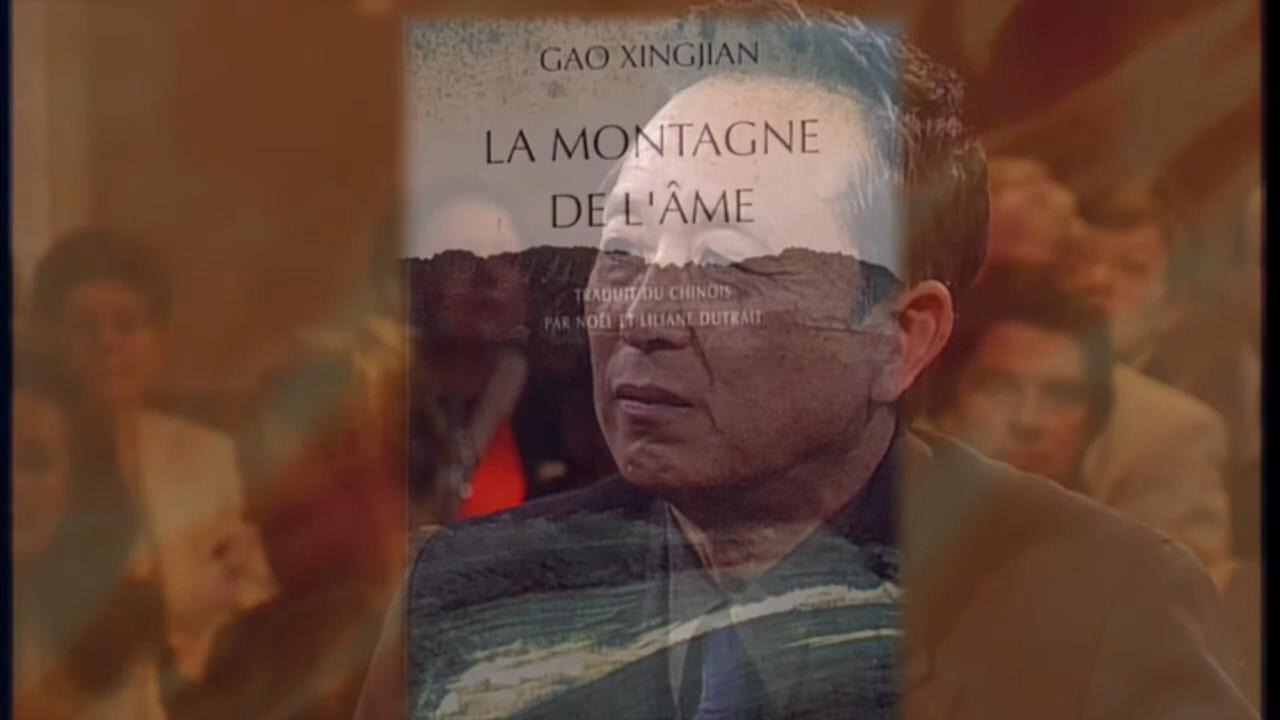 GAO XINGJIAN
LA MONTAGNE
DE L'ÂME
TRADUIT DU CHINOIS
PAR NOËL ET LILIANE DUTRAIT